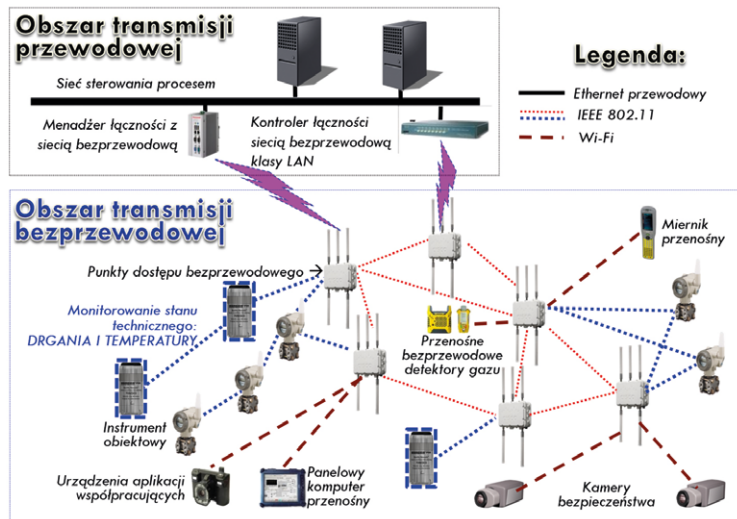 Obszar transmisji
przewodowej
Sieć sterowania procesem
Menadżer łączności z
siecią bezprzewodową
Kontroler łączności
siecią bezprzewodową
klasy LAN
Legenda:
Ethernet przewodowy
IEEE 802.11
Wi-Fi
Obszar transmisji
bezprzewodowej
Punkty dostępu bezprzewodowego
Miernik
przenośny
Monitorowanie stanu
technicznego:
DRGANIA I TEMPERATURY
Przenośne
bezprzewodowe
detektory gazu
Instrument
obiektowy
Urządzenia aplikacji
współpracujących
Panelowy
komputer
przenośny
Kamery
bezpieczeństwa